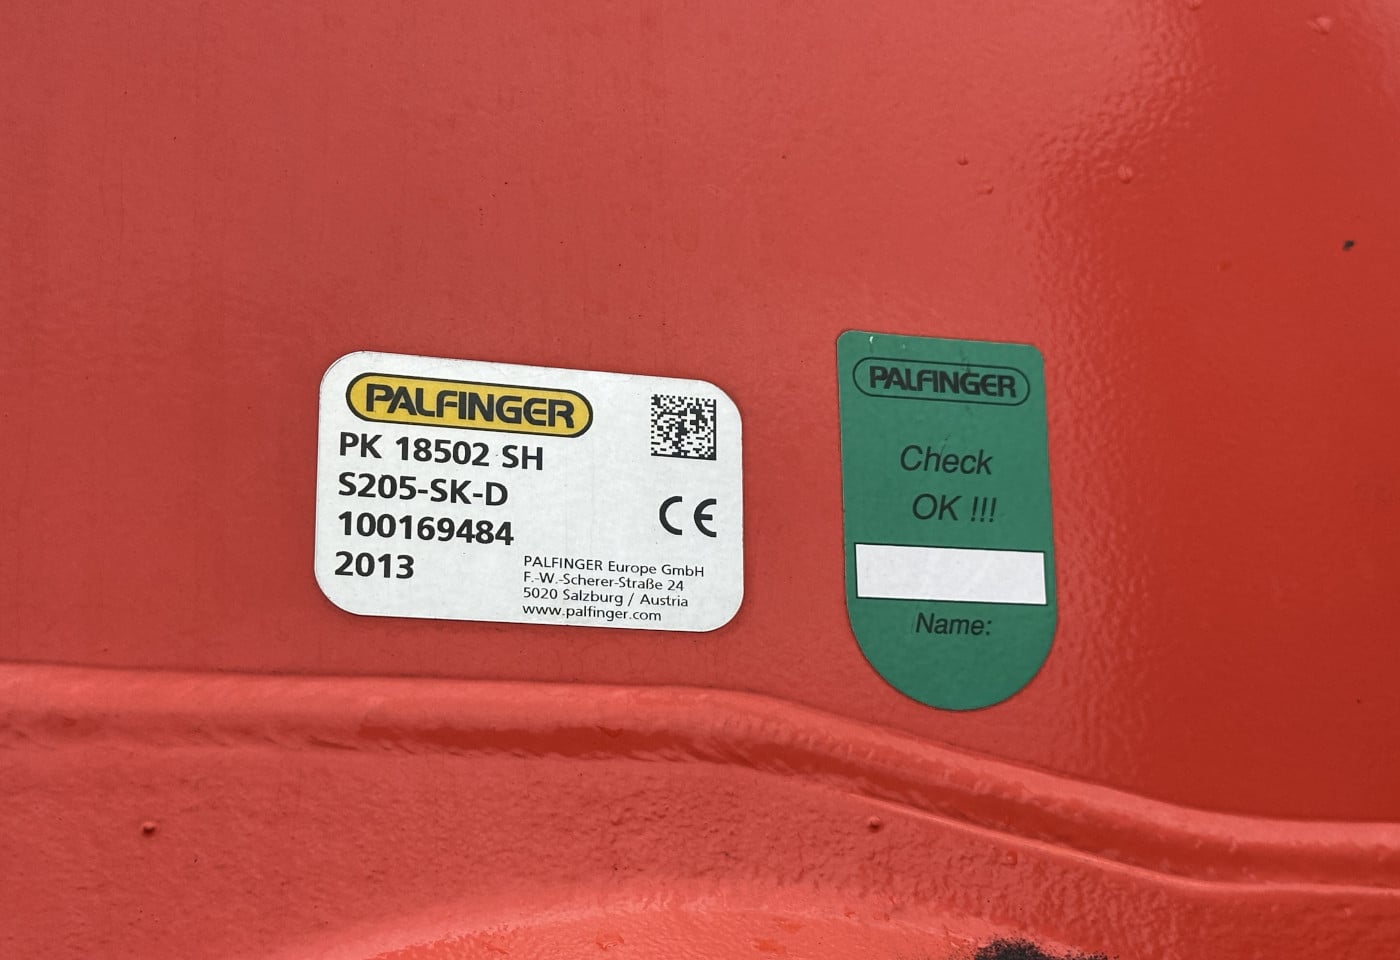 PALFINGER
PK 18502 SH
S205-SK-D
100169484
2013
CE
PALFINGER Europe GmbH
F.-W.-Scherer-Straße 24
5020 Salzburg / Austria
www.palfinger.com
PALFINGER
Check
OK !!!
Name: